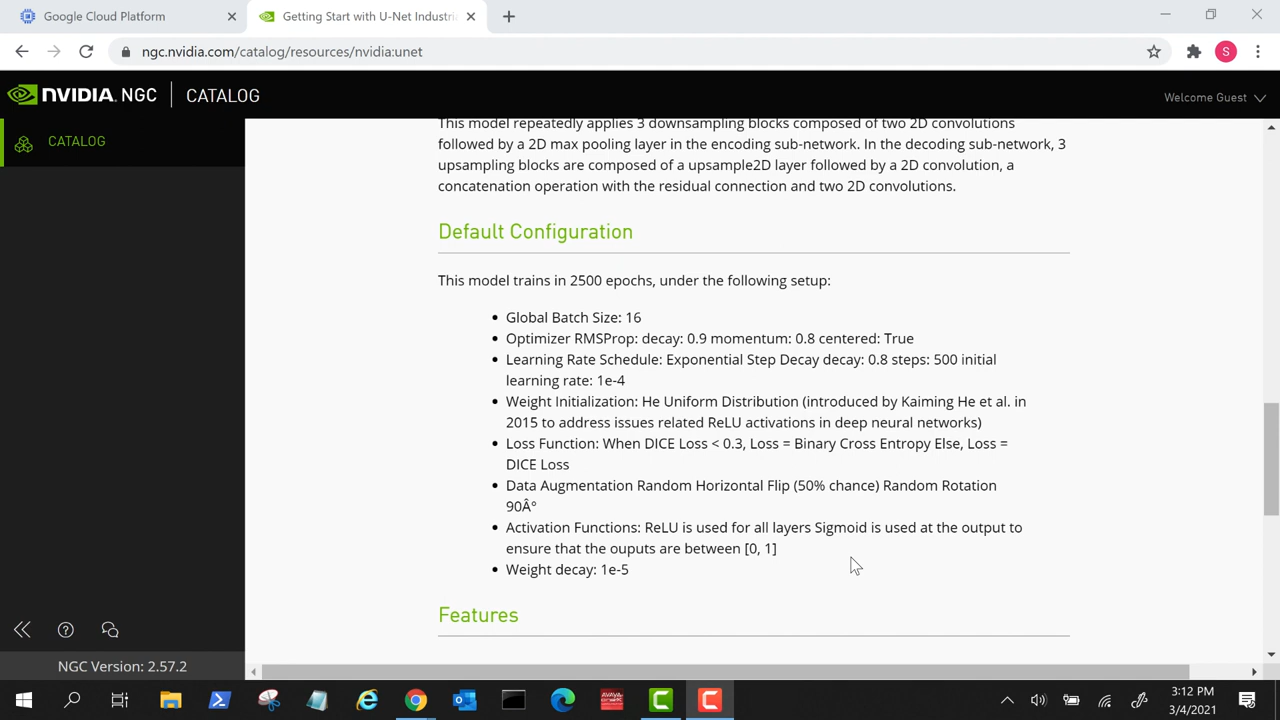 Google Cloud Platform
Getting Start with U-Net Industri
ngc.nvidia.com/catalog/resources/nvidia:unet
S
NVIDIA. NGC | CATALOG
Welcome Guest
CATALOG
This model repeatedly applies 3 downsampling blocks composed of two 2D convolutions
followed by a 2D max pooling layer in the encoding sub-network. In the decoding sub-network, 3
upsampling blocks are composed of a upsample2D layer followed by a 2D convolution, a
concatenation operation with the residual connection and two 2D convolutions.
Default Configuration
This model trains in 2500 epochs, under the following setup:
• Global Batch Size: 16
• Optimizer RMSProp: decay: 0.9 momentum: 0.8 centered: True
• Learning Rate Schedule: Exponential Step Decay decay: 0.8 steps: 500 initial
learning rate: 1e-4
• Weight Initialization: He Uniform Distribution (introduced by Kaiming He et al. in
2015 to address issues related ReLU activations in deep neural networks)
• Loss Function: When DICE Loss < 0.3, Loss = Binary Cross Entropy Else, Loss =
DICE Loss
• Data Augmentation Random Horizontal Flip (50% chance) Random Rotation
90Âº
• Activation Functions: ReLU is used for all layers Sigmoid is used at the output to
ensure that the ouputs are between [0, 1]
• Weight decay: 1e-5
Features
NGC Version: 2.57.2
AVAYA
3:12 PM
3/4/2021